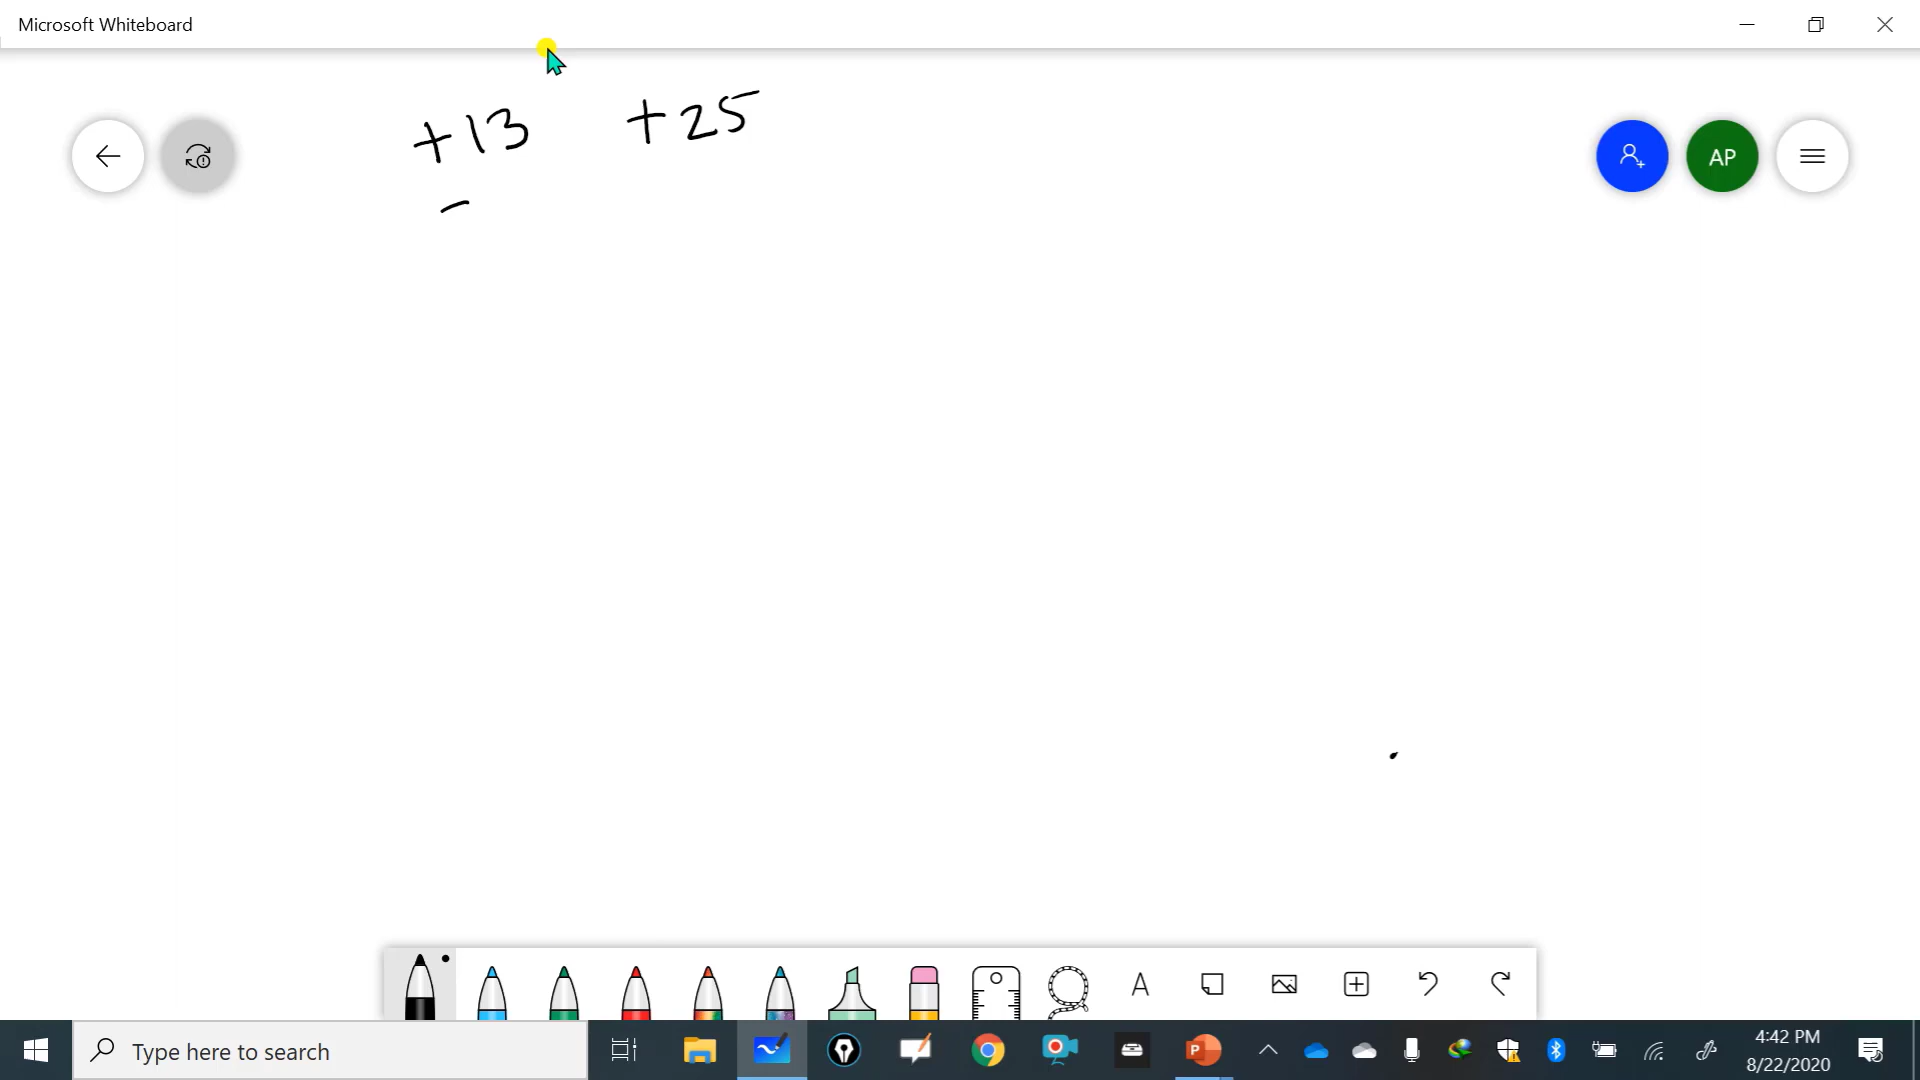 Microsoft Whiteboard
+13 +25
-
AP
A
Type here to search
4:42 PM
8/22/2020